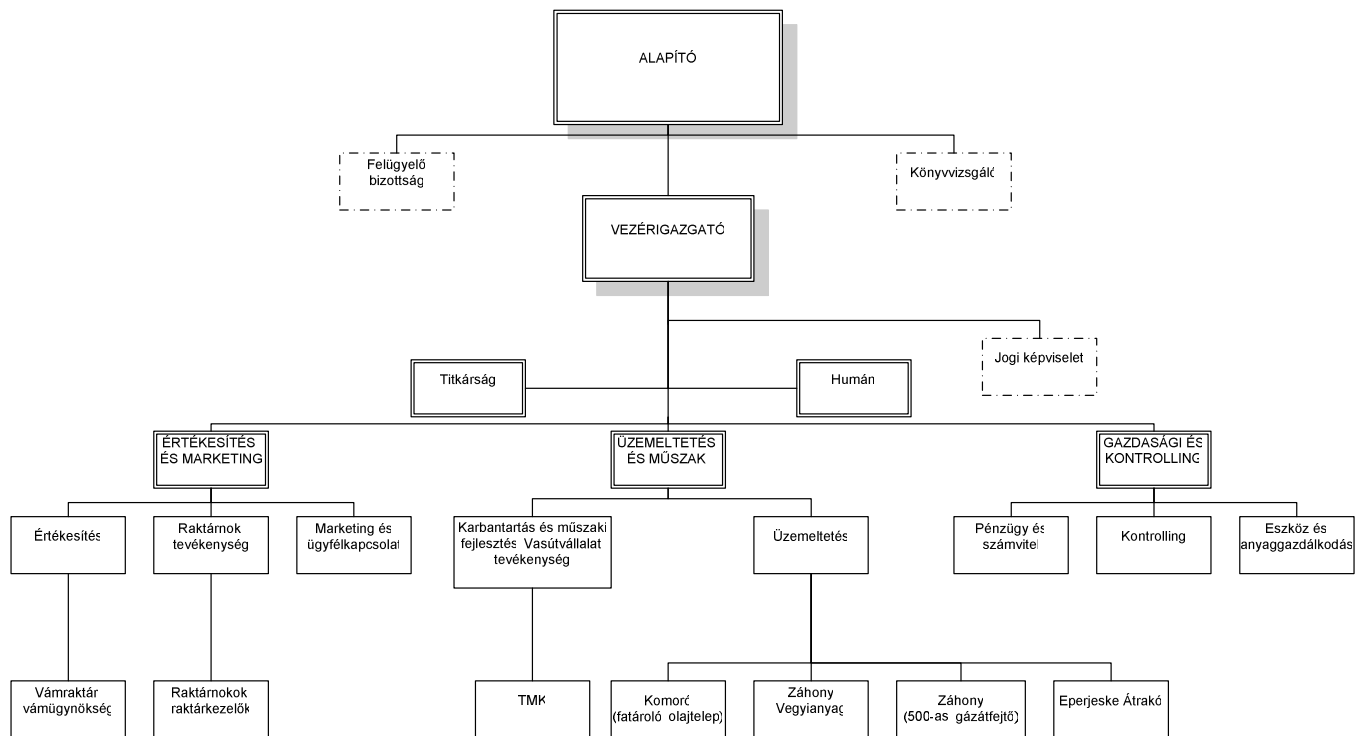 ALAPÍTÓ
Felügyelő
bizottság
Könyvvizsgáló
VEZÉRIGAZGATÓ
Jogi képviselet
Titkárság
Humán
ÉRTÉKESÍTÉS
ÉS MARKETING
ÜZEMELTETÉS
ÉS MŰSZAK
GAZDASÁGI ÉS
KONTROLLING
Értékesítés
Raktárnok
tevékenység
Marketing és
ügyfélkapcsolat
Karbantartás és műszaki
fejlesztés Vasútvállalat
tevékenység
Üzemeltetés
Pénzügy és
számvitel
Kontrolling
Eszköz és
anyaggazdálkodás
Vámraktár
vámügynökség
Raktárnokok
raktárkezelők
TMK
Komoró
(fatároló olajtelep)
Záhony
Vegyianyag
Záhony
(500-as gázátfejtő)
Eperjeske Átrakó